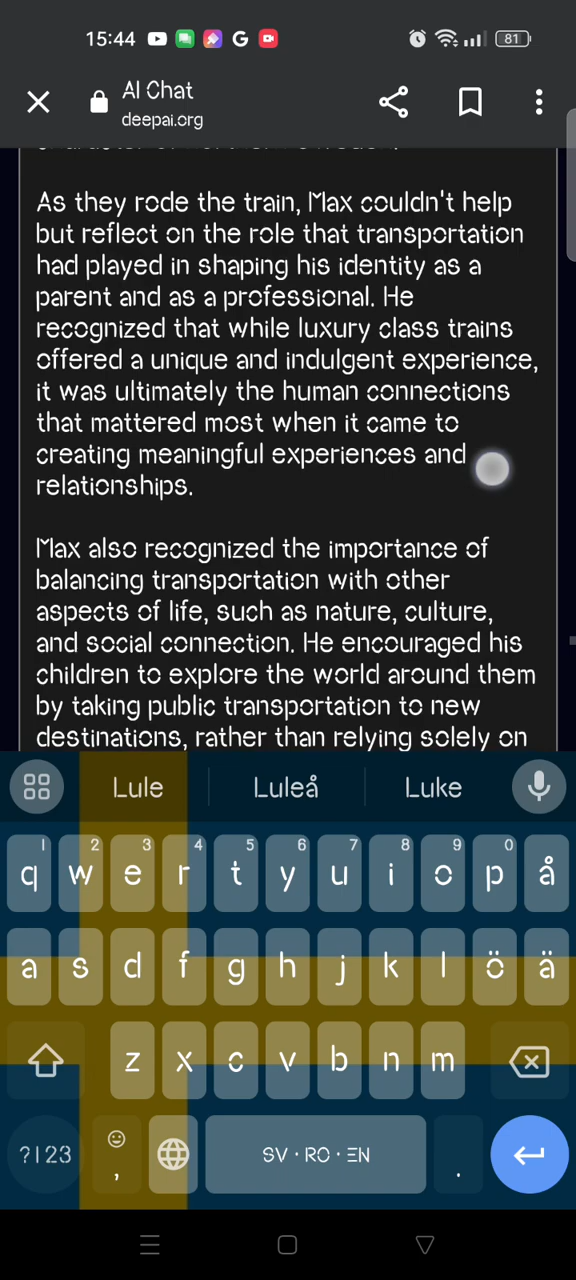 15:44
81
AI Chat
deepai.org
As they rode the train, Max couldn't help
but reflect on the role that transportation
had played in shaping his identity as a
parent and as a professional. He
recognized that while luxury class trains
offered a unique and indulgent experience,
it was ultimately the human connections
that mattered most when it came to
creating meaningful experiences and
relationships.
Max also recognized the importance of
balancing transportation with other
aspects of life, such as nature, culture,
and social connection. He encouraged his
children to explore the world around them
by taking public transportation to new
destinations, rather than relying solely on
Lule Luleå Luke
1 2 3 4 5 6 7 8 9 0
q w e r t y u i o p å
a s d f g h j k l ö ä
z x c v b n m
?123 , SV · RO · EN .